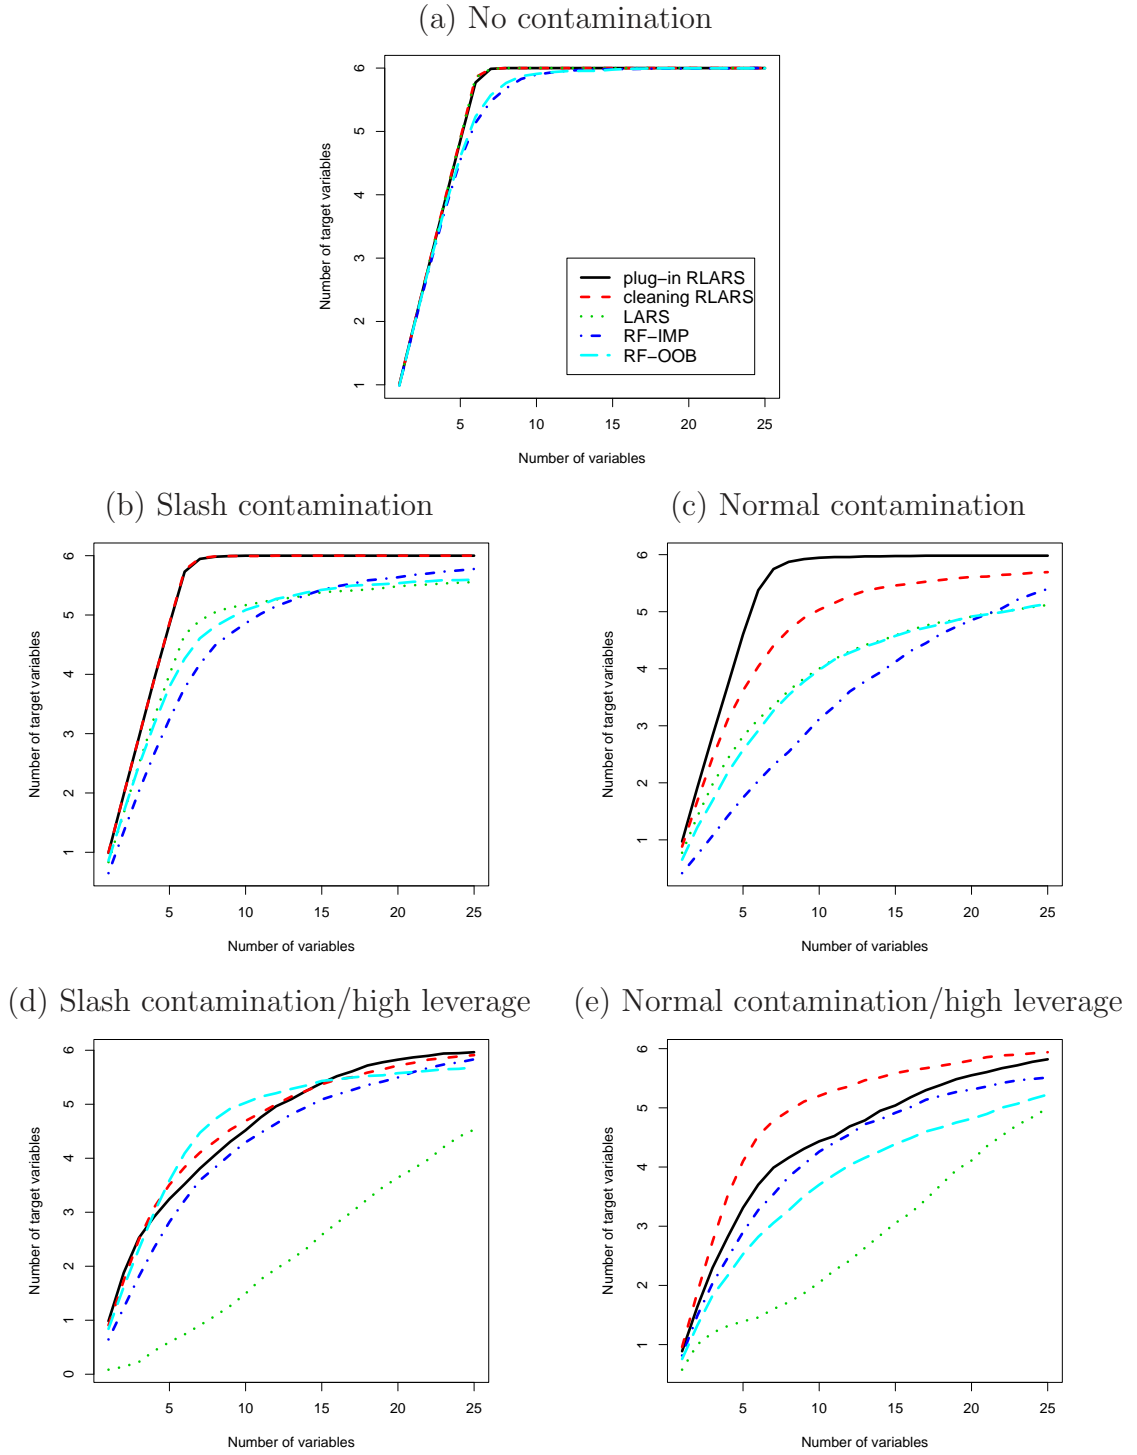 (a) No contamination
Number of target variables
6
5
4
3
2
1
plug-in RLARS
cleaning RLARS
LARS
RF-IMP
RF-OOB
5 10 15 20 25
Number of variables
(b) Slash contamination
Number of target variables
6
5
4
3
2
1
5 10 15 20 25
Number of variables
(c) Normal contamination
Number of target variables
6
5
4
3
2
1
5 10 15 20 25
Number of variables
(d) Slash contamination/high leverage
Number of target variables
6
5
4
3
2
1
0
5 10 15 20 25
Number of variables
(e) Normal contamination/high leverage
Number of target variables
6
5
4
3
2
1
5 10 15 20 25
Number of variables